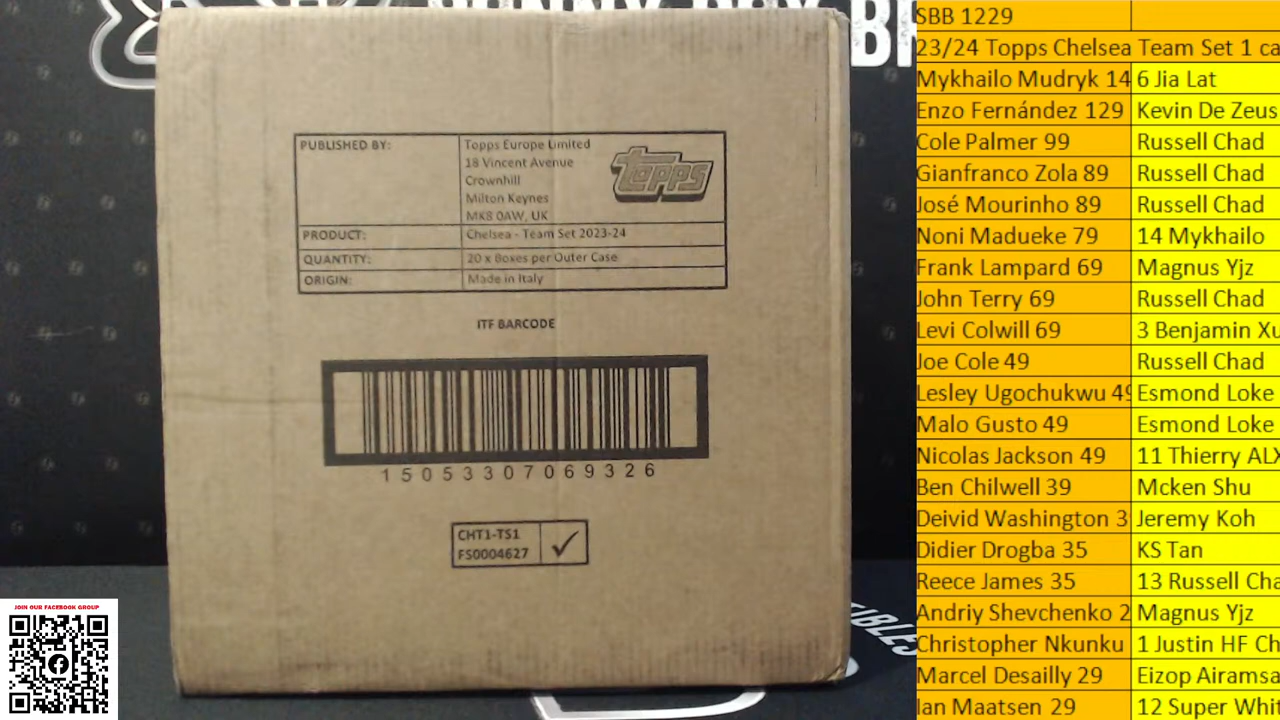 PUBLISHED BY:
Topps Europe Limited
18 Vincent Avenue
Crownhill
Milton Keynes
MK8 0AW, UK
topps
PRODUCT:
Chelsea - Team Set 2023-24
QUANTITY:
20 x Boxes per Outer Case
ORIGIN:
Made in Italy
ITF BARCODE
15053307069326
CHT1-TS1
FS0004627
JOIN OUR FACEBOOK GROUP
SBB 1229
23/24 Topps Chelsea Team Set 1 ca
Mykhailo Mudryk 14 6 Jia Lat
Enzo Fernández 129 Kevin De Zeus
Cole Palmer 99 Russell Chad
Gianfranco Zola 89 Russell Chad
José Mourinho 89 Russell Chad
Noni Madueke 79 14 Mykhailo
Frank Lampard 69 Magnus Yjz
John Terry 69 Russell Chad
Levi Colwill 69 3 Benjamin Xu
Joe Cole 49 Russell Chad
Lesley Ugochukwu 49 Esmond Loke
Malo Gusto 49 Esmond Loke
Nicolas Jackson 49 11 Thierry ALX
Ben Chilwell 39 Mcken Shu
Deivid Washington 3 Jeremy Koh
Didier Drogba 35 KS Tan
Reece James 35 13 Russell Cha
Andriy Shevchenko 2 Magnus Yjz
Christopher Nkunku 1 Justin HF Ch
Marcel Desailly 29 Eizop Airamsa
Ian Maatsen 29 12 Super Whit